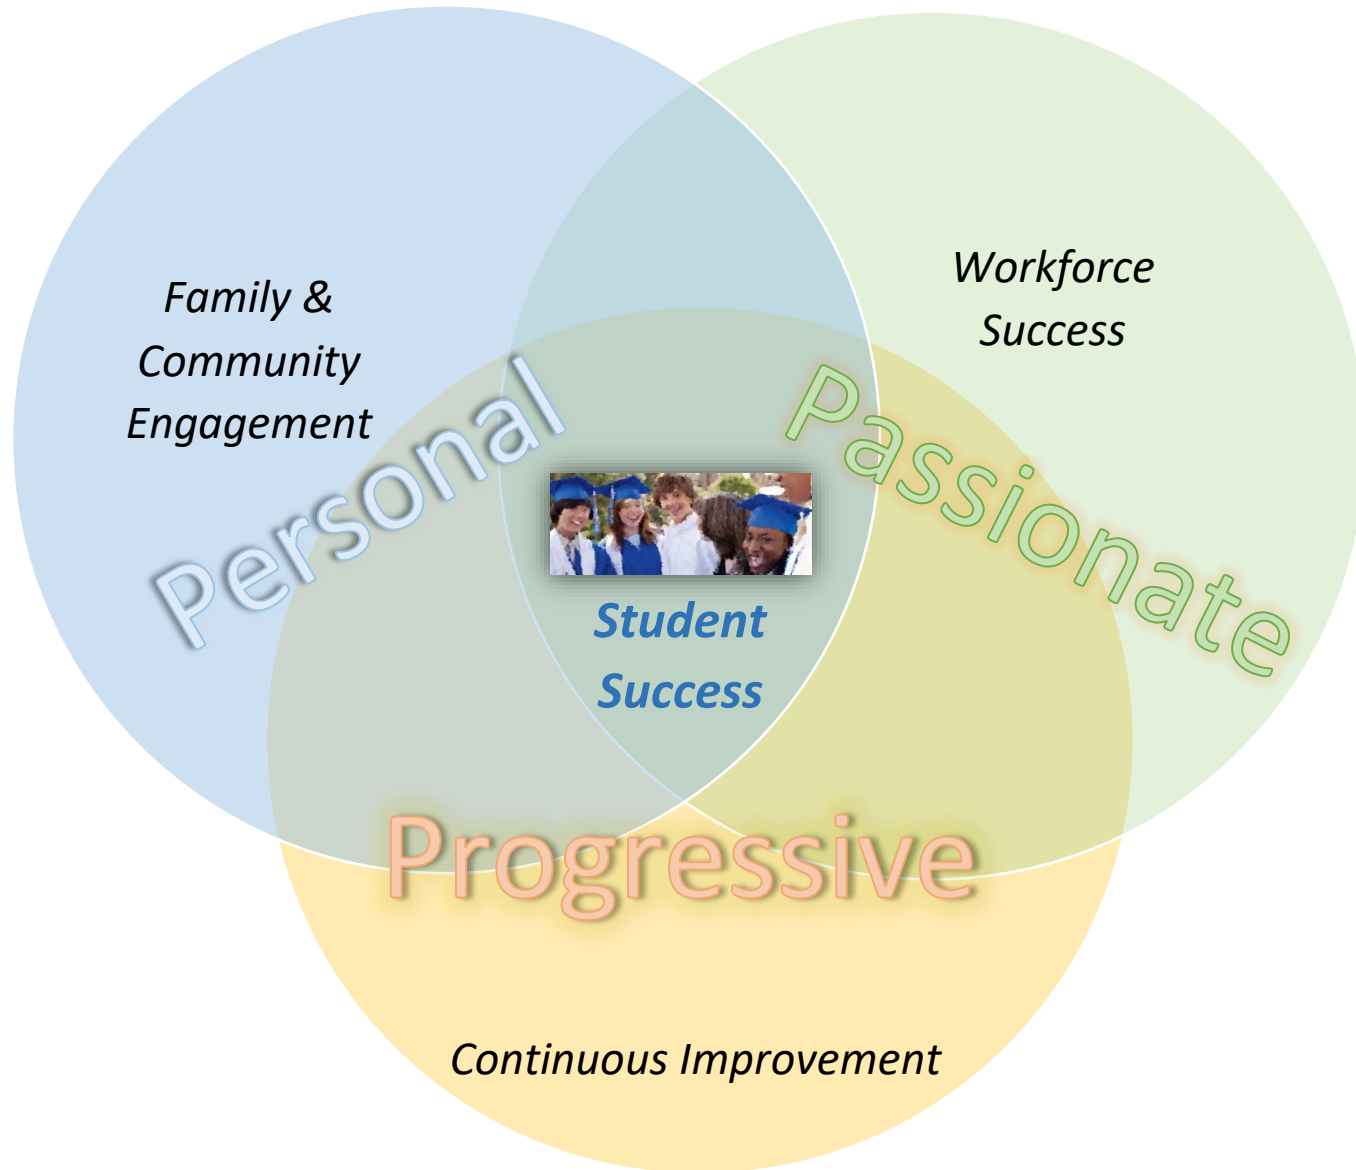 Family &
Community
Engagement
Workforce
Success
Personal
Passionate
Student
Success
Progressive
Continuous Improvement